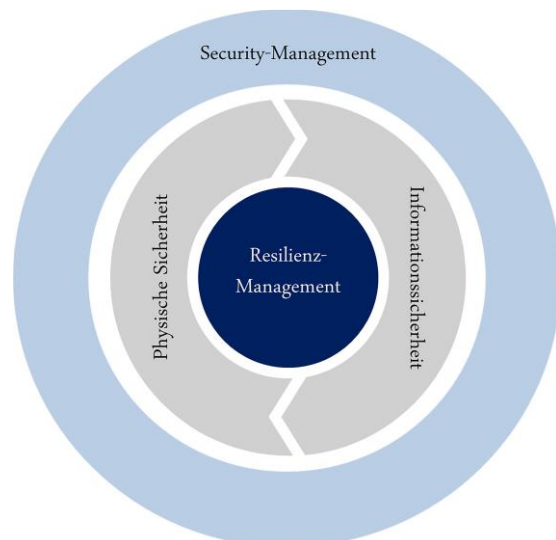 Security-Management
Physische Sicherheit
Resilienz-
Management
Informationssicherheit